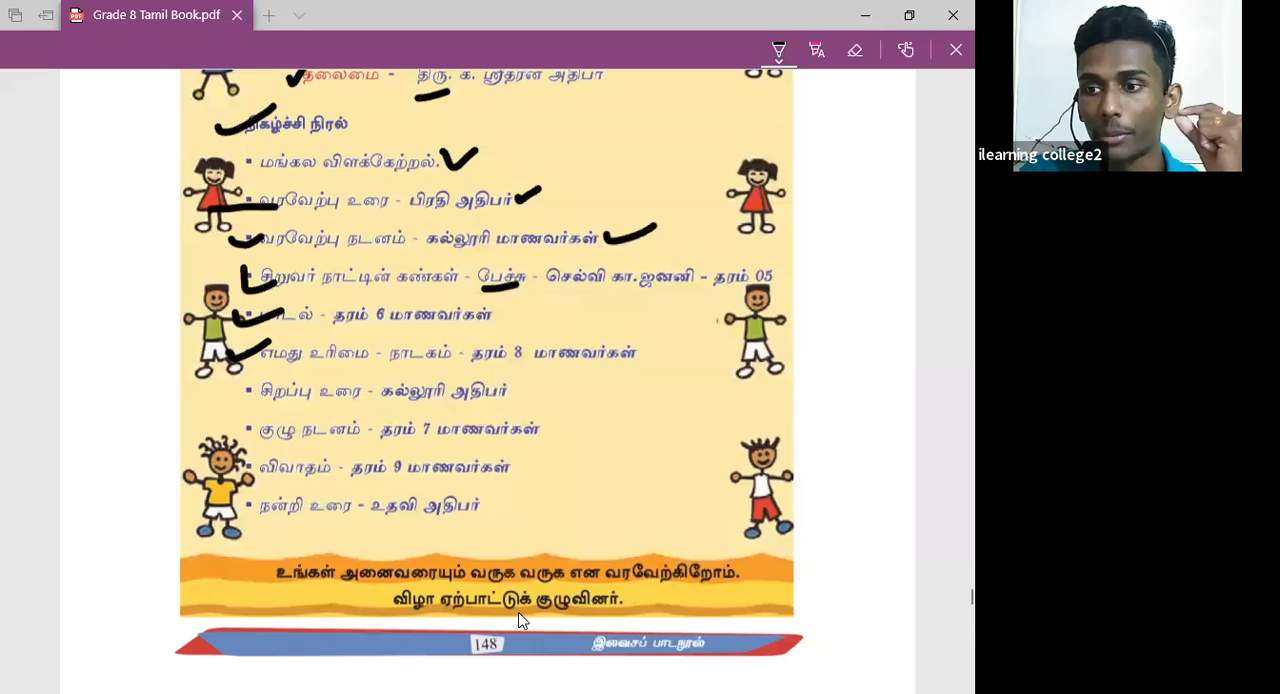 Grade 8 Tamil Book.pdf
தலைமை - திரு. க. ஸ்ரீதரன் அதிபர்
நிகழ்ச்சி நிரல்
▪ மங்கல விளக்கேற்றல்.
▪ வரவேற்பு உரை - பிரதி அதிபர்
▪ வரவேற்பு நடனம் - கல்லூரி மாணவர்கள்
▪ சிறுவர் நாட்டின் கண்கள் - பேச்சு - செல்வி கா.ஜனனி - தரம் 05
▪ பாடல் - தரம் 6 மாணவர்கள்
எமது உரிமை - நாடகம் - தரம் 8 மாணவர்கள்
▪ சிறப்பு உரை - கல்லூரி அதிபர்
▪ குழு நடனம் - தரம் 7 மாணவர்கள்
▪ விவாதம் - தரம் 9 மாணவர்கள்
▪ நன்றி உரை - உதவி அதிபர்
உங்கள் அனைவரையும் வருக வருக என வரவேற்கிறோம்.
விழா ஏற்பாட்டுக் குழுவினர்.
148 இலவசப் பாடநூல்
ilearning college2